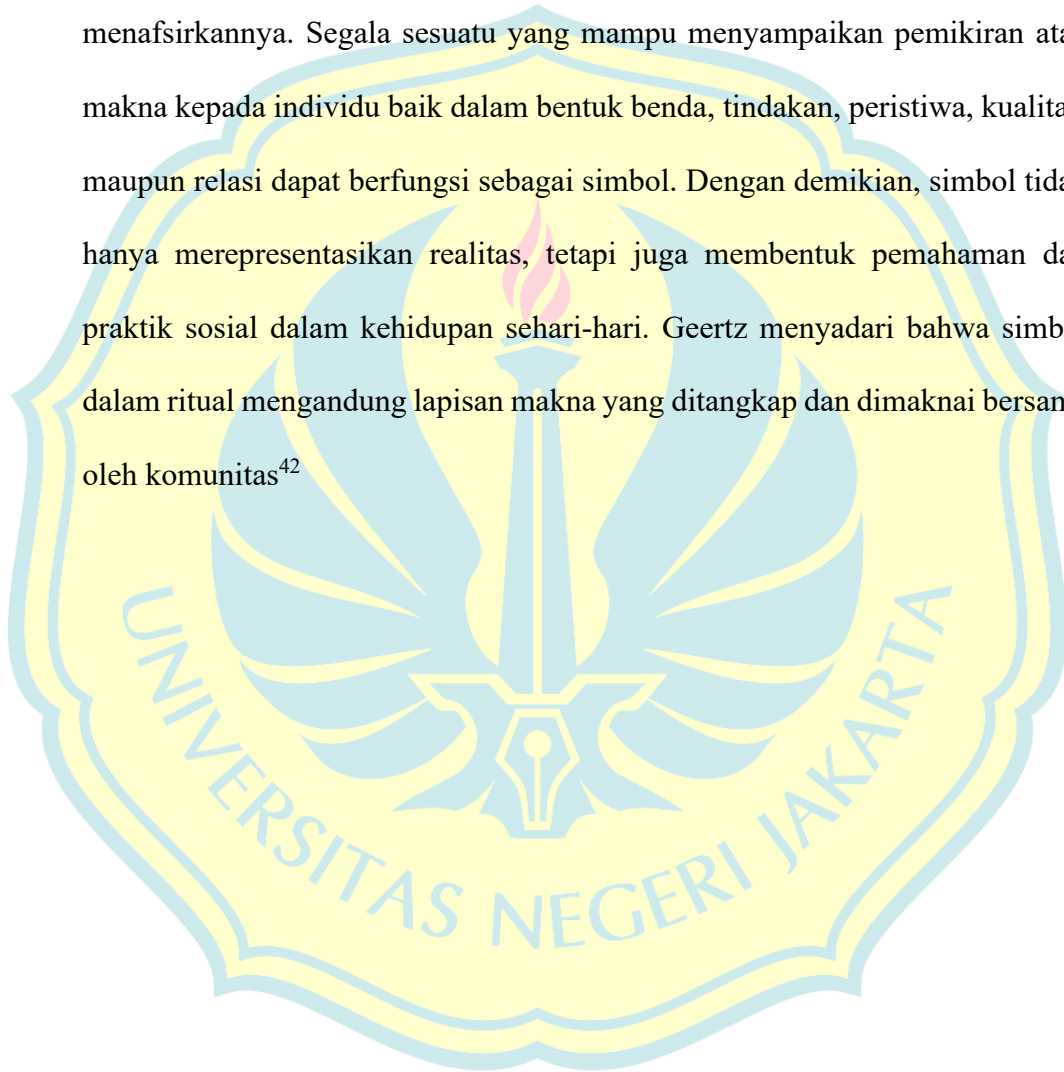 menafsirkannya. Segala sesuatu yang mampu menyampaikan pemikiran ata
makna kepada individu baik dalam bentuk benda, tindakan, peristiwa, kualita
maupun relasi dapat berfungsi sebagai simbol. Dengan demikian, simbol tida
hanya merepresentasikan realitas, tetapi juga membentuk pemahaman da
praktik sosial dalam kehidupan sehari-hari. Geertz menyadari bahwa simb
dalam ritual mengandung lapisan makna yang ditangkap dan dimaknai bersam
oleh komunitas42
UNIVERSITAS NEGERI JAKARTA